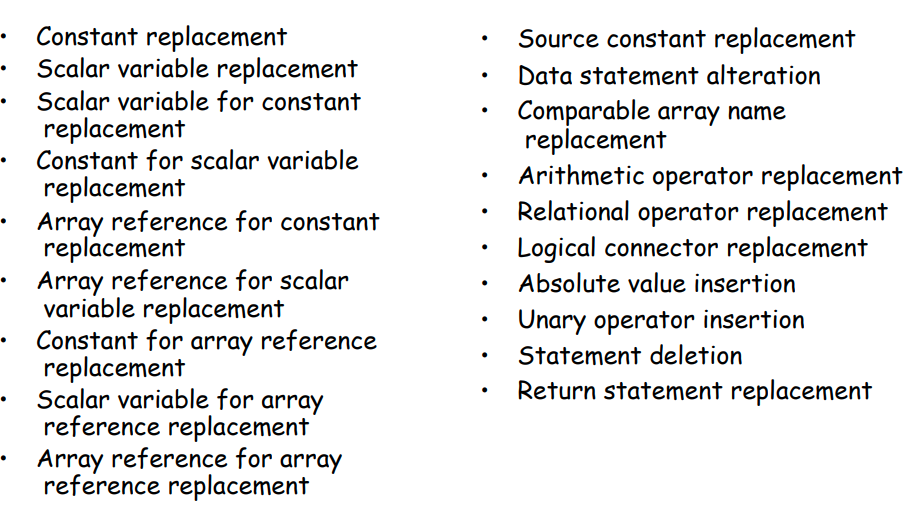 • Constant replacement
• Scalar variable replacement
• Scalar variable for constant
replacement
• Constant for scalar variable
replacement
• Array reference for constant
replacement
• Array reference for scalar
variable replacement
• Constant for array reference
replacement
• Scalar variable for array
reference replacement
• Array reference for array
reference replacement
• Source constant replacement
• Data statement alteration
• Comparable array name
replacement
• Arithmetic operator replacement
• Relational operator replacement
• Logical connector replacement
• Absolute value insertion
• Unary operator insertion
• Statement deletion
• Return statement replacement